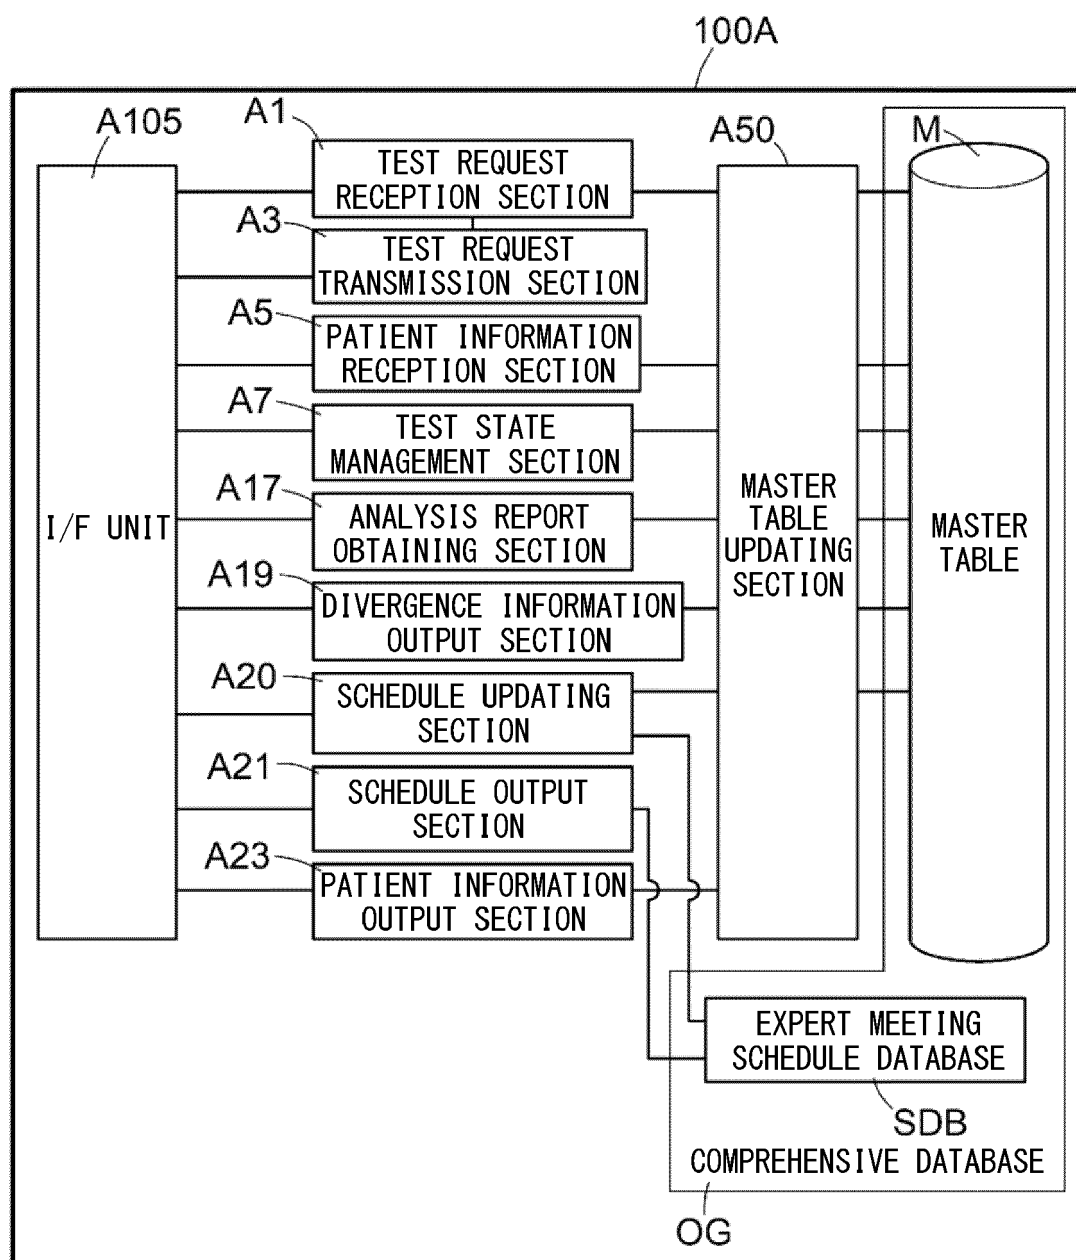 100A
A105
I/F UNIT
A1
TEST REQUEST
RECEPTION SECTION
A3
TEST REQUEST
TRANSMISSION SECTION
A5
PATIENT INFORMATION
RECEPTION SECTION
A7
TEST STATE
MANAGEMENT SECTION
A17
ANALYSIS REPORT
OBTAINING SECTION
A19
DIVERGENCE INFORMATION
OUTPUT SECTION
A20
SCHEDULE UPDATING
SECTION
A21
SCHEDULE OUTPUT
SECTION
A23
PATIENT INFORMATION
OUTPUT SECTION
A50
MASTER
TABLE
UPDATING
SECTION
M
MASTER
TABLE
EXPERT MEETING
SCHEDULE DATABASE
SDB
COMPREHENSIVE DATABASE
OG